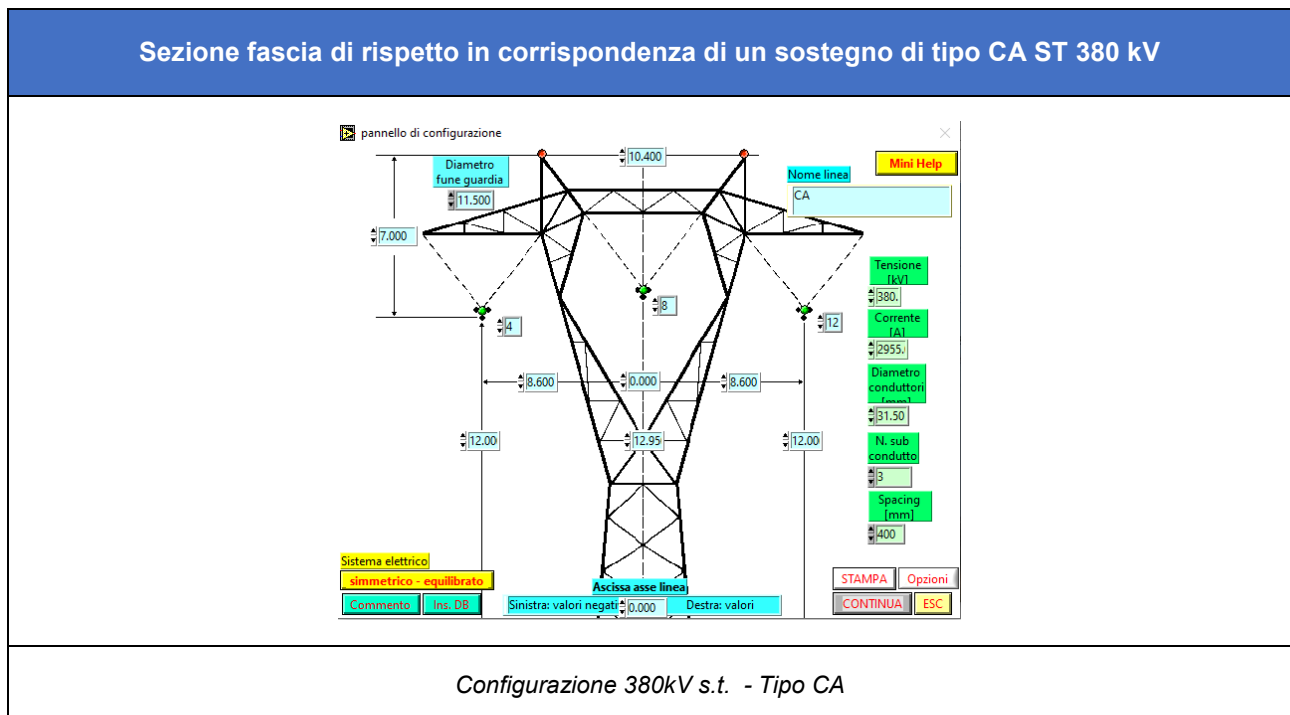 Sezione fascia di rispetto in corrispondenza di un sostegno di tipo CA ST 380 kV
pannello di configurazione
10.400
Mini Help
Diametro
fune guardia
11.500
Nome linea
CA
7.000
Tensione
[kV]
380.
8
4
12
Corrente
[A]
2955.
Diametro
conduttori
[mm]
31.50
8.600
0.000
8.600
12.00
12.95
12.00
N. sub
condutto
3
Spacing
[mm]
400
Sistema elettrico
simmetrico - equilibrato
Commento
Ins. DB
Ascissa asse linea
Sinistra: valori negati
0.000
Destra: valori
STAMPA
Opzioni
CONTINUA
ESC
Configurazione 380kV s.t. - Tipo CA